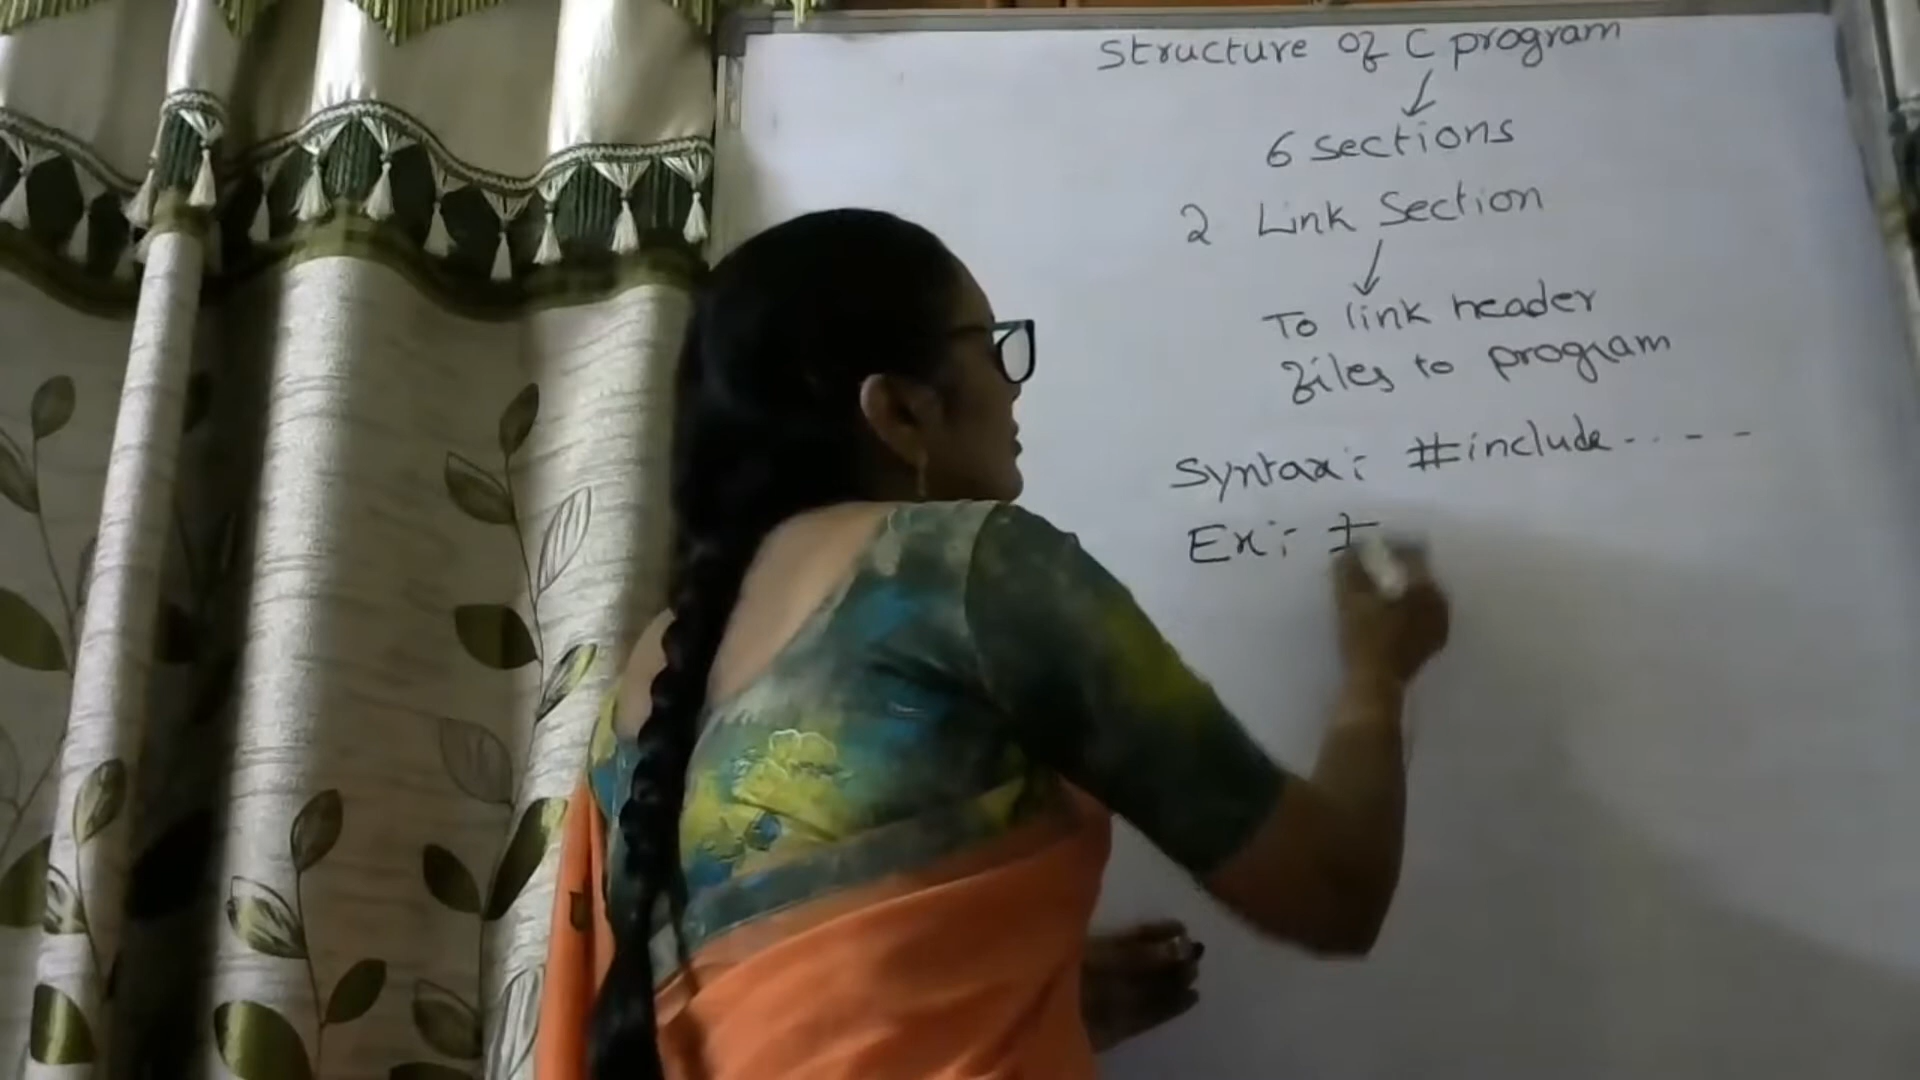 Structure of C program
6 sections
2 Link Section
To link header
files to program
Syntax: #include - - - -
Ex: